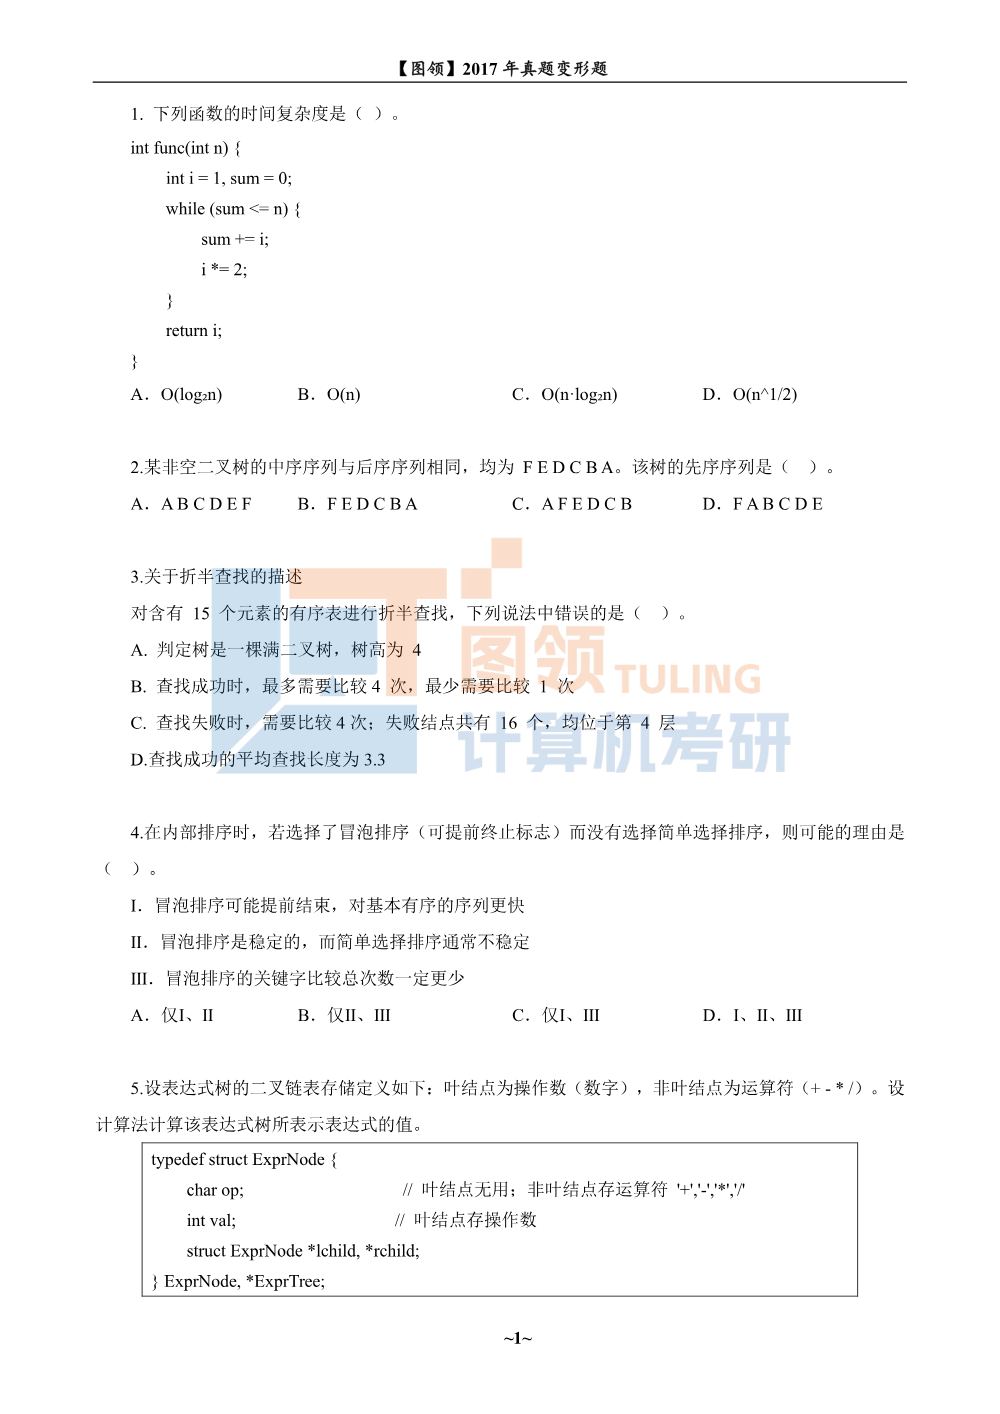 【图领】2017 年真题变形题
1. 下列函数的时间复杂度是（ ）。
int func(int n) {
int i = 1, sum = 0;
while (sum <= n) {
sum += i;
i *= 2;
}
return i;
}
A．O(log₂n) B．O(n) C．O(n·log₂n) D．O(n^1/2)
2.某非空二叉树的中序序列与后序序列相同，均为 F E D C B A。该树的先序序列是（ ）。
A．A B C D E F B．F E D C B A C．A F E D C B D．F A B C D E
3.关于折半查找的描述
对含有 15 个元素的有序表进行折半查找，下列说法中错误的是（ ）。
A. 判定树是一棵满二叉树，树高为 4
B. 查找成功时，最多需要比较 4 次，最少需要比较 1 次
C. 查找失败时，需要比较 4 次；失败结点共有 16 个，均位于第 4 层
D.查找成功的平均查找长度为 3.3
图领 TULING
计算机考研
4.在内部排序时，若选择了冒泡排序（可提前终止标志）而没有选择简单选择排序，则可能的理由是
（ ）。
I．冒泡排序可能提前结束，对基本有序的序列更快
II．冒泡排序是稳定的，而简单选择排序通常不稳定
III．冒泡排序的关键字比较总次数一定更少
A．仅I、II B．仅II、III C．仅I、III D．I、II、III
5.设表达式树的二叉链表存储定义如下：叶结点为操作数（数字），非叶结点为运算符（+ - * /）。设
计算法计算该表达式树所表示表达式的值。
typedef struct ExprNode {
char op; // 叶结点无用；非叶结点存运算符 '+','-','*','/'
int val; // 叶结点存操作数
struct ExprNode *lchild, *rchild;
} ExprNode, *ExprTree;
~1~